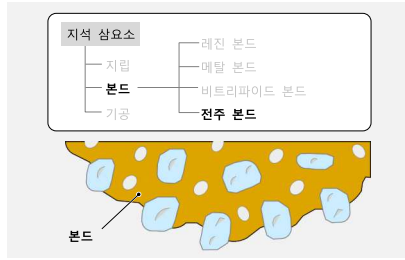 지석 삼요소
지립
본드
기공
레진 본드
메탈 본드
비트리파이드 본드
전주 본드
본드